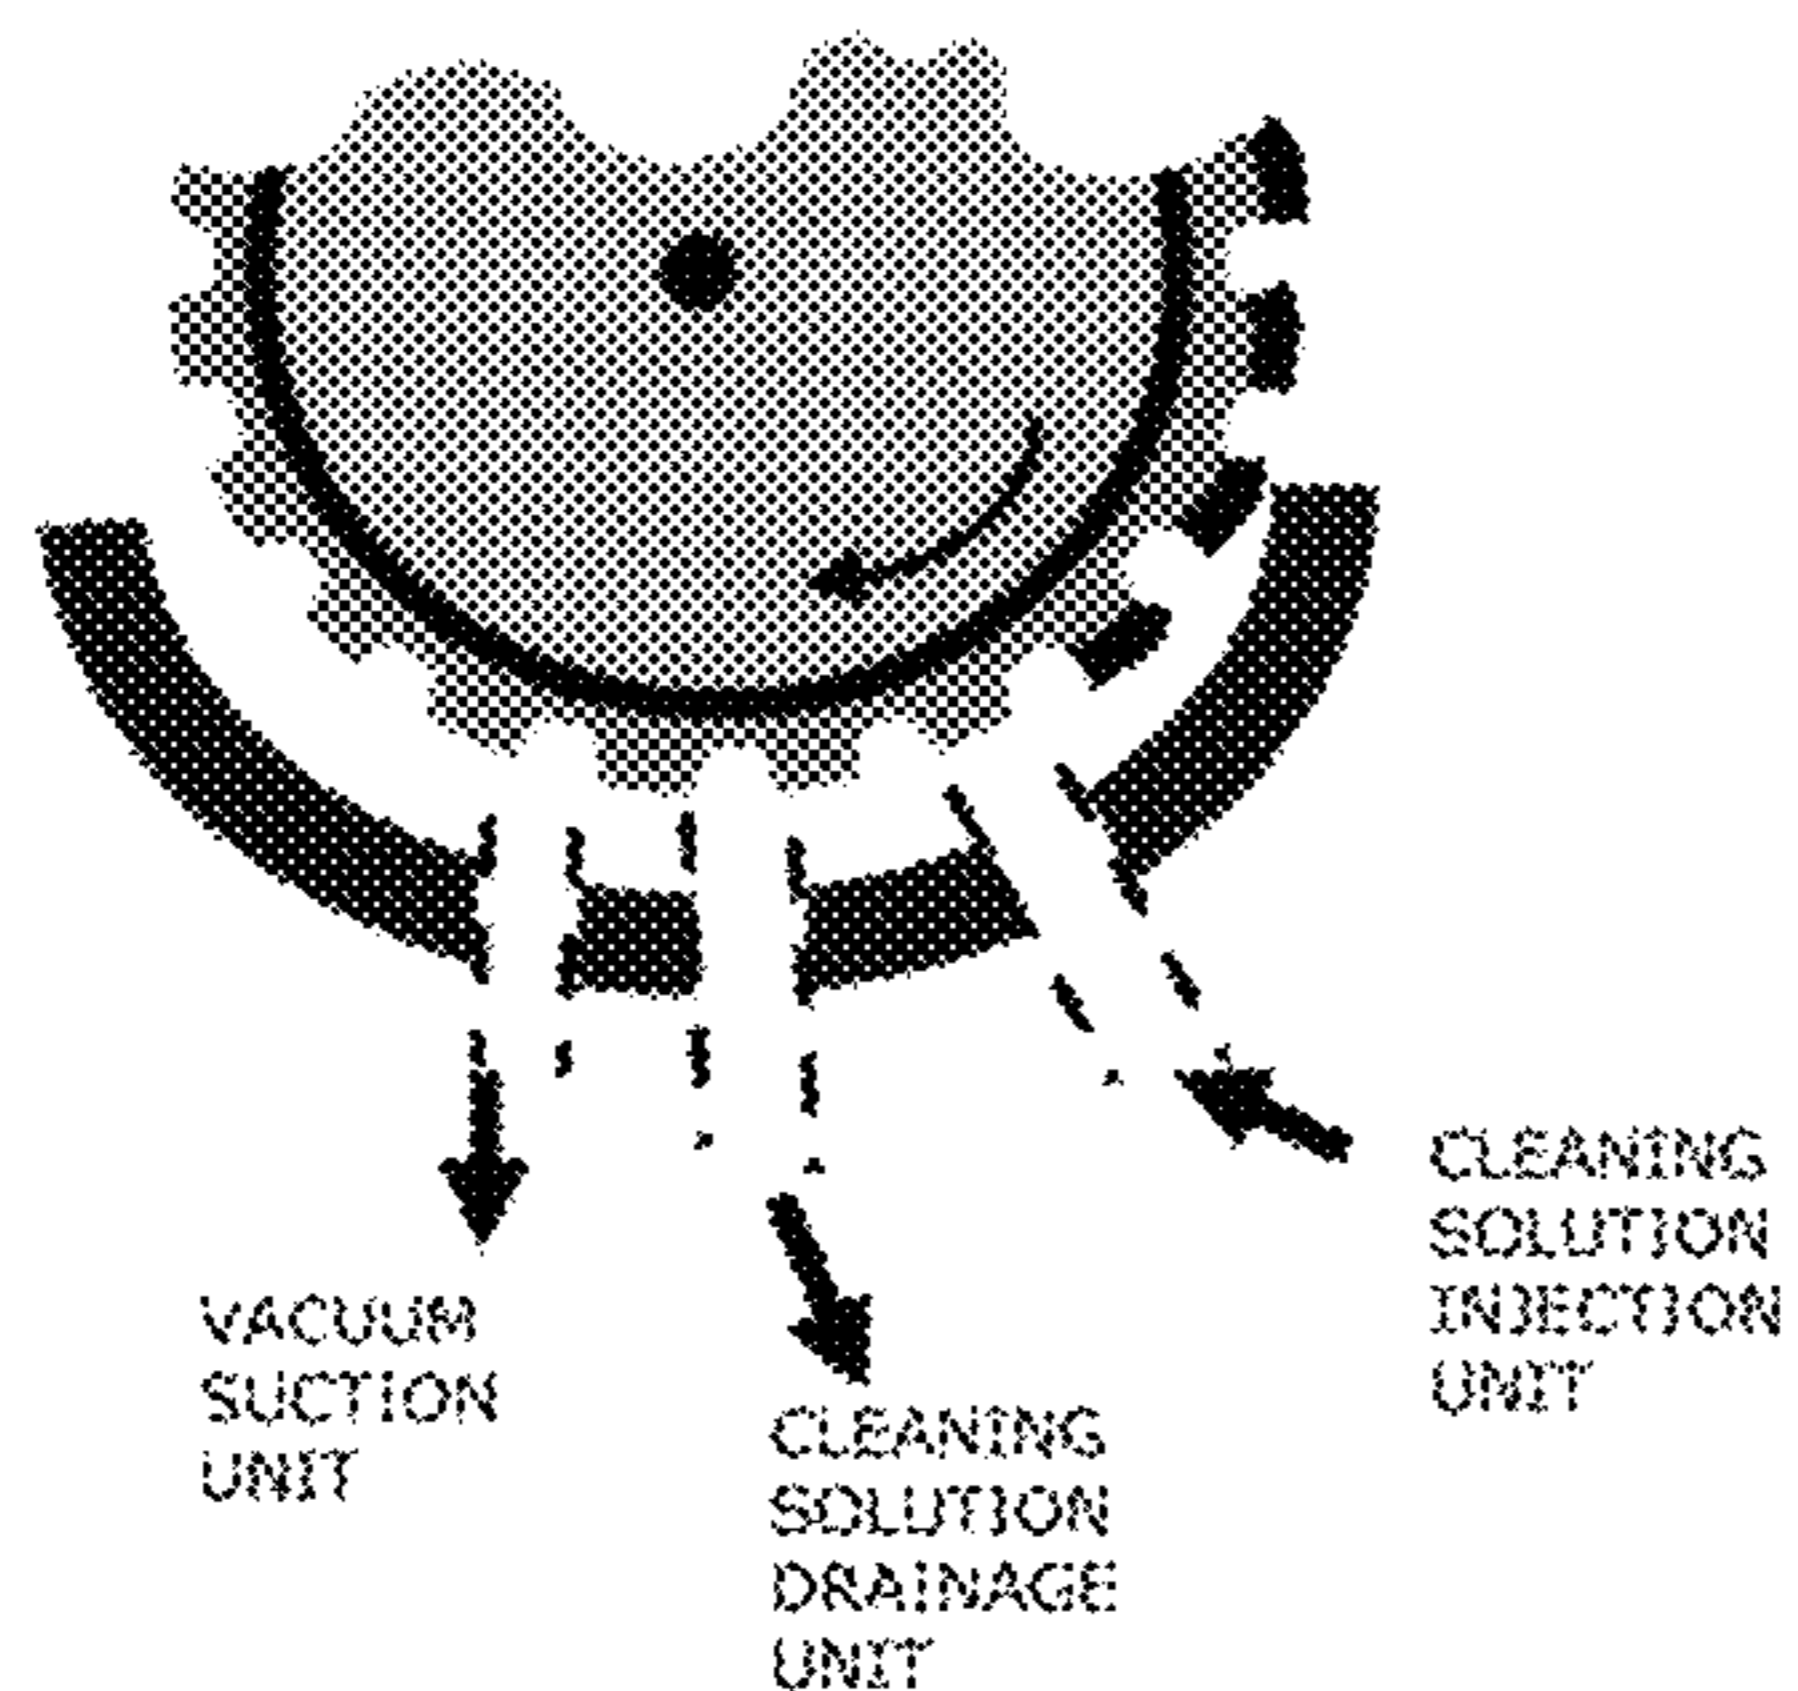 VACUUM
SUCTION
UNIT
CLEANING
SOLUTION
DRAINAGE
UNIT
CLEANING
SOLUTION
INJECTION
UNIT